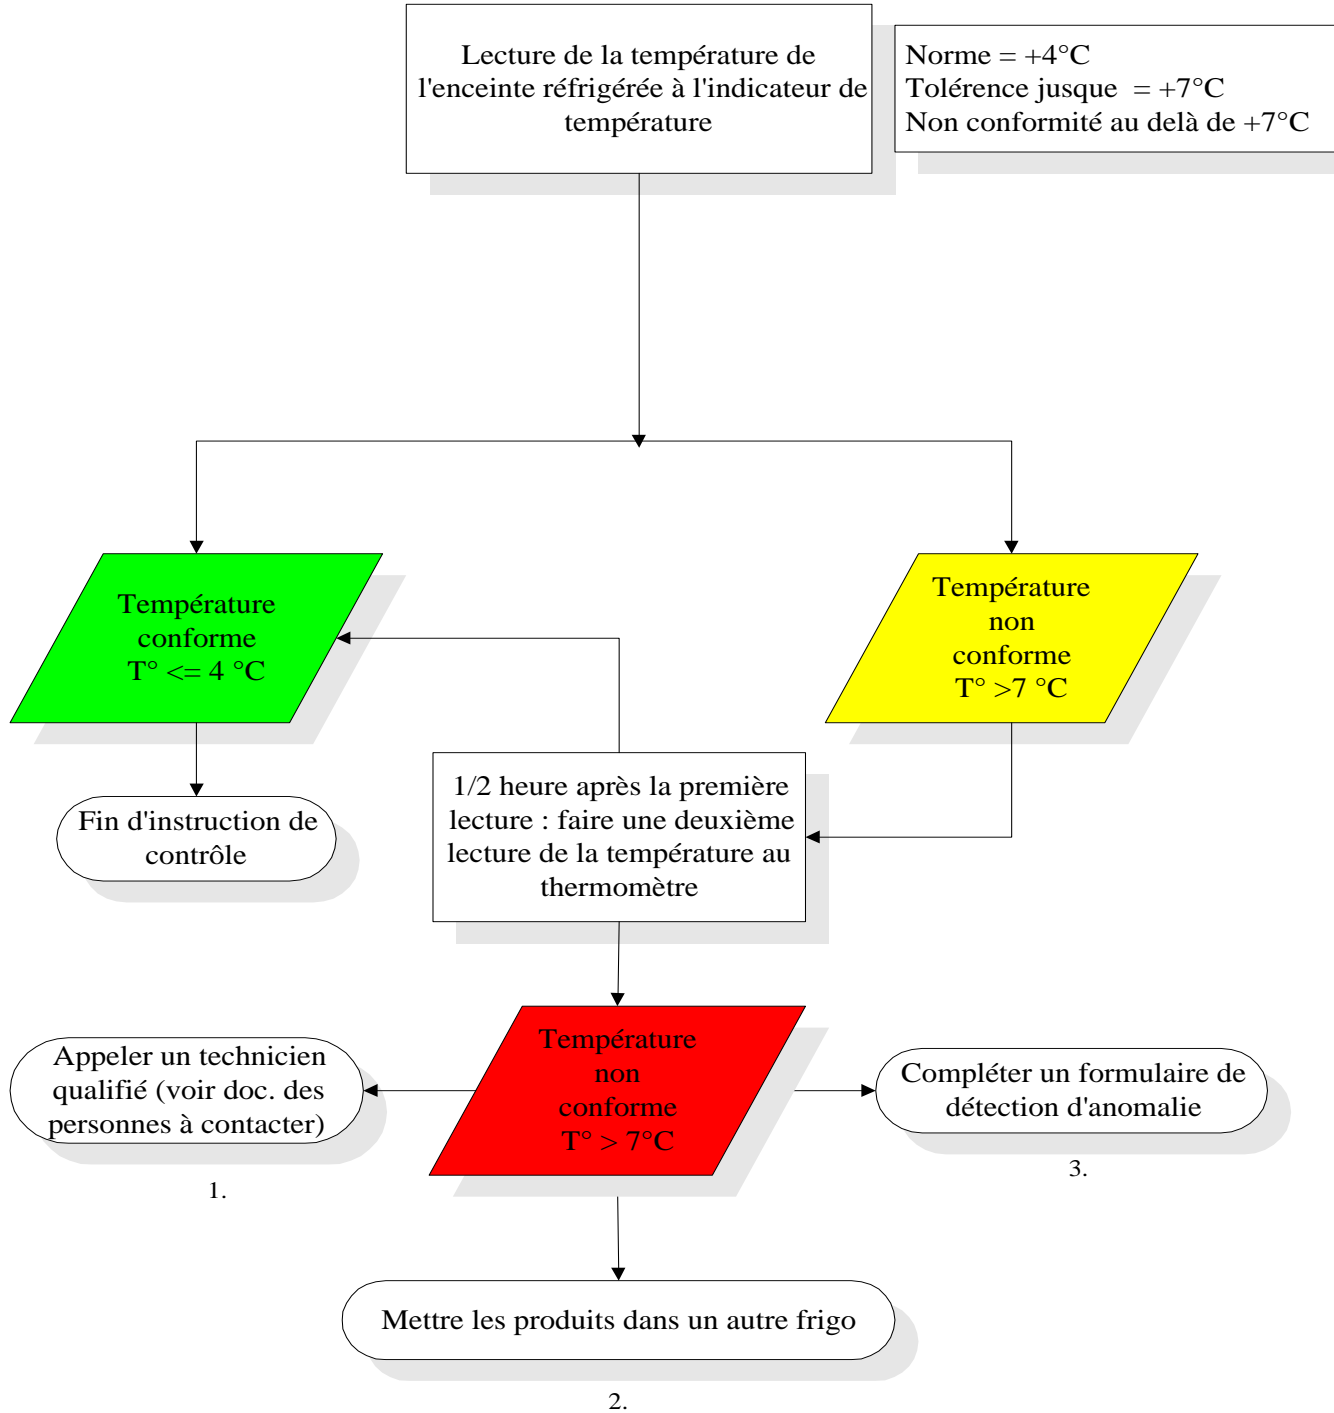 Lecture de la température de
l'enceinte réfrigérée à l'indicateur de
température
Norme = +4°C
Tolérence jusque = +7°C
Non conformité au delà de +7°C
Température
conforme
T° <= 4 °C
Température
non
conforme
T° >7 °C
Fin d'instruction de
contrôle
1/2 heure après la première
lecture : faire une deuxième
lecture de la température au
thermomètre
Appeler un technicien
qualifié (voir doc. des
personnes à contacter)
1.
Température
non
conforme
T° > 7°C
Compléter un formulaire de
détection d'anomalie
3.
Mettre les produits dans un autre frigo
2.